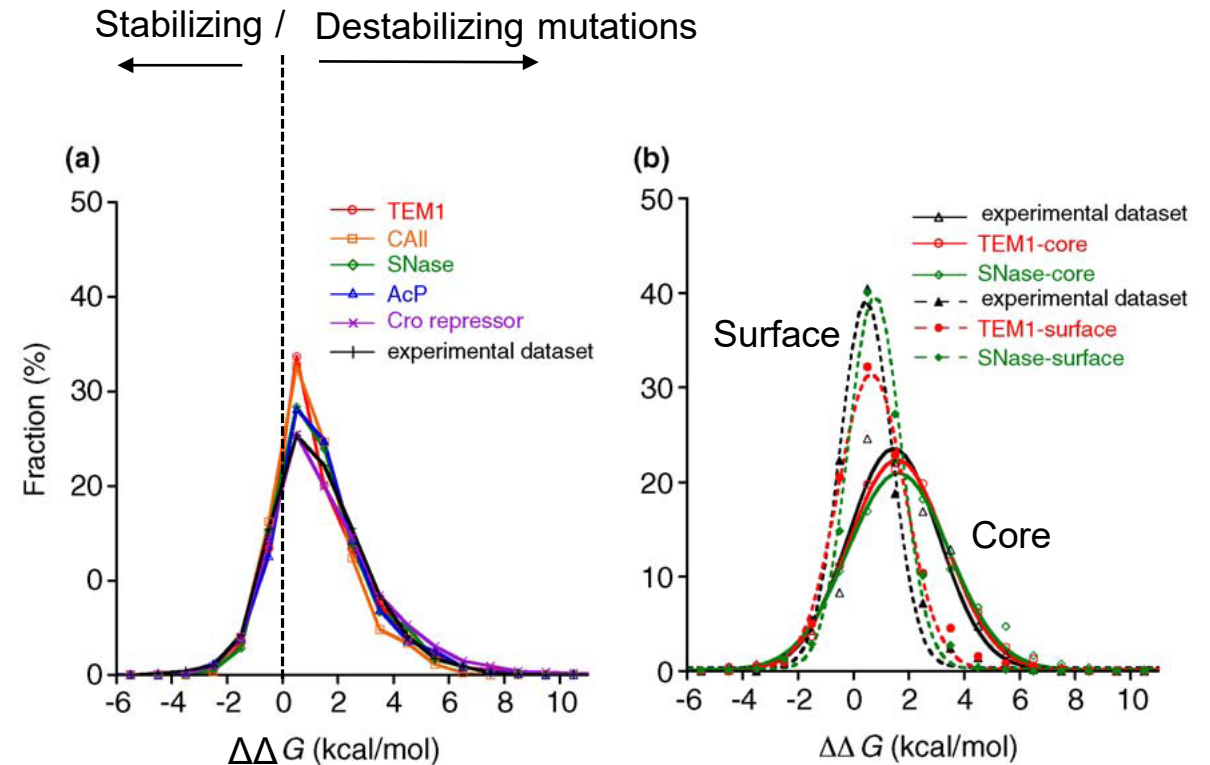 Stabilizing / Destabilizing mutations
(a)
50
40
30
20
0
0
Fraction (%)
-6 -4 -2 0 2 4 6 8 10
ΔΔ G (kcal/mol)
TEM1
CAII
SNase
AcP
Cro repressor
experimental dataset
(b)
50
40
30
20
10
0
-6 -4 -2 0 2 4 6 8 10
ΔΔ G (kcal/mol)
experimental dataset
TEM1-core
SNase-core
experimental dataset
TEM1-surface
SNase-surface
Surface
Core